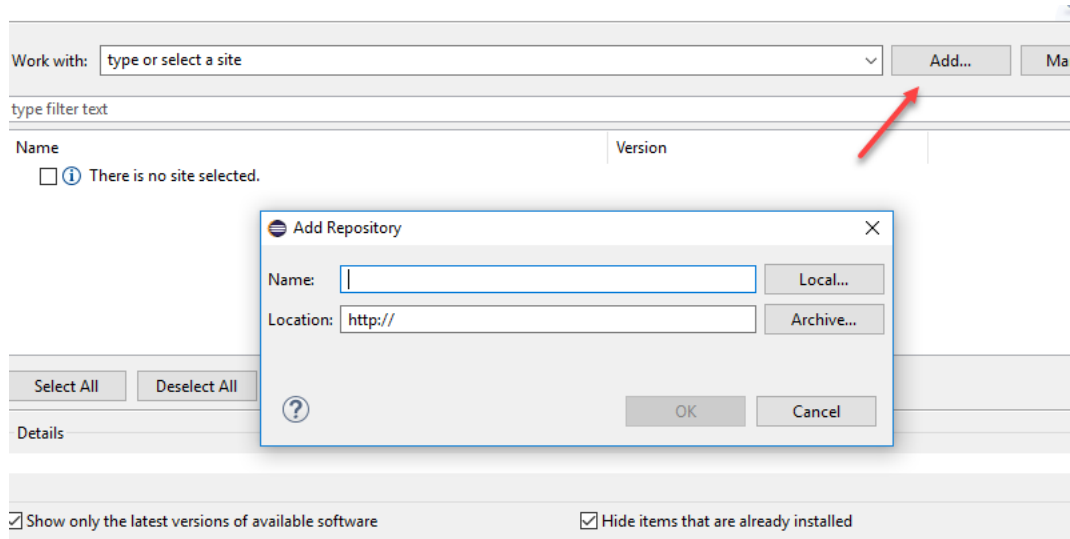 Work with: type or select a site Add... Ma
type filter text
Name Version
There is no site selected.
Add Repository
Name: Local...
Location: http:// Archive...
Select All Deselect All
OK Cancel
Details
Show only the latest versions of available software Hide items that are already installed